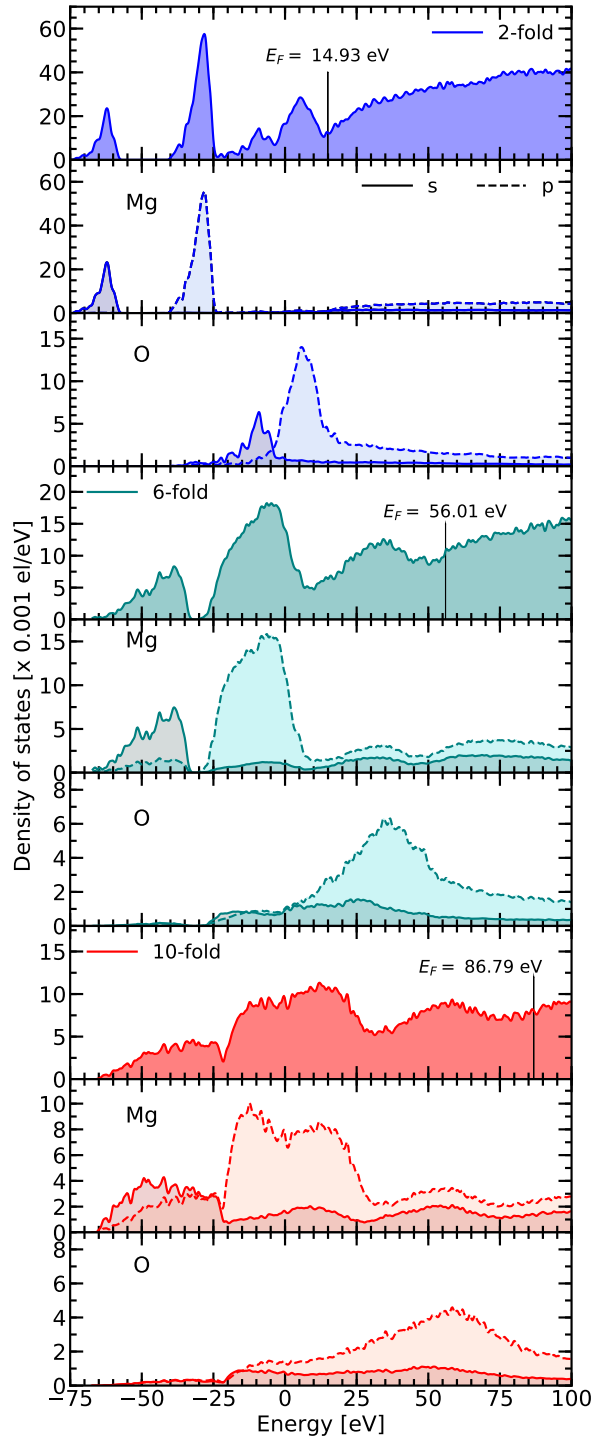 60
40
20
0
2-fold
E_F = 14.93 eV
60
40
20
0
Mg
s
p
15
10
5
0
O
20
15
10
5
0
6-fold
E_F = 56.01 eV
15
10
5
0
Mg
6
4
2
0
O
Density of states [x 0.001 el/eV]
15
10
5
0
10-fold
E_F = 86.79 eV
10
8
6
4
2
0
Mg
8
6
4
2
0
O
−75 −50 −25 0 25 50 75 100
Energy [eV]